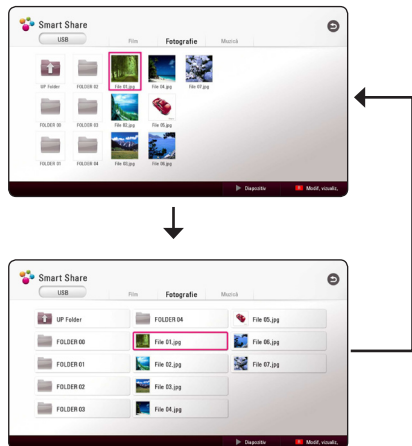 Smart Share
USB Film Fotografie Muzică
UP Folder FOLDER 02 File 01.jpg File 04.jpg File 07.jpg
FOLDER 00 FOLDER 03 File 02.jpg File 05.jpg
FOLDER 01 FOLDER 04 File 03.jpg File 06.jpg
Diapozitiv Modif. vizualiz.
Smart Share
USB Film Fotografie Muzică
UP Folder FOLDER 04 File 05.jpg
FOLDER 00 File 01.jpg File 06.jpg
FOLDER 01 File 02.jpg File 07.jpg
FOLDER 02 File 03.jpg
FOLDER 03 File 04.jpg
Diapozitiv Modif. vizualiz.